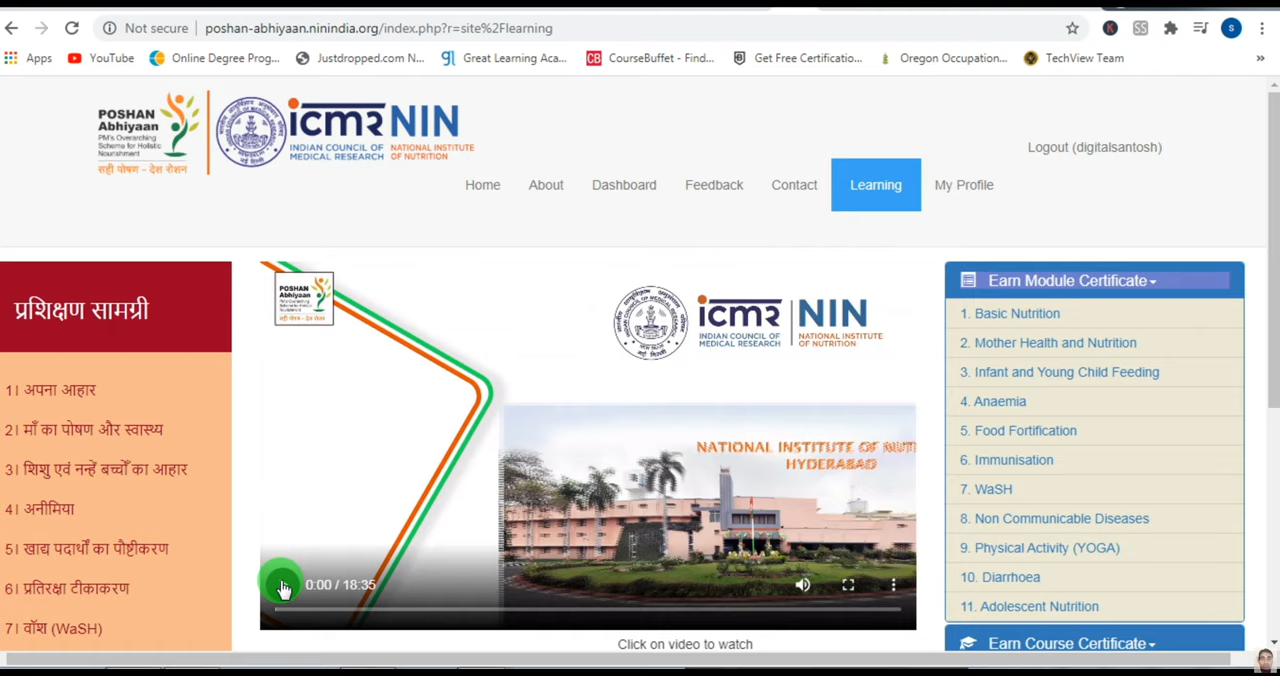 Not secure | poshan-abhiyaan.ninindia.org/index.php?r=site%2Flearning
K
SS
S
Apps
YouTube
Online Degree Prog...
Justdropped.com N...
gl Great Learning Aca...
CB CourseBuffet - Find...
Get Free Certificatio...
Oregon Occupation...
TechView Team
»
POSHAN
Abhiyaan
PM's Overarching
Scheme for Holistic
Nourishment
सही पोषण - देश रोशन
icmr
INDIAN COUNCIL OF
MEDICAL RESEARCH
NIN
NATIONAL INSTITUTE
OF NUTRITION
Logout (digitalsantosh)
Home
About
Dashboard
Feedback
Contact
Learning
My Profile
प्रशिक्षण सामग्री
1। अपना आहार
2। माँ का पोषण और स्वास्थ्य
3। शिशु एवं नन्हें बच्चों का आहार
4। अनीमिया
5। खाद्य पदार्थों का पौष्टीकरण
6। प्रतिरक्षा टीकाकरण
7। वॉश (WaSH)
POSHAN
Abhiyaan
icmr
INDIAN COUNCIL OF
MEDICAL RESEARCH
NIN
NATIONAL INSTITUTE
OF NUTRITION
NATIONAL INSTITUTE OF NUT
HYDERABAD
0:00 / 18:35
Click on video to watch
Earn Module Certificate
1. Basic Nutrition
2. Mother Health and Nutrition
3. Infant and Young Child Feeding
4. Anaemia
5. Food Fortification
6. Immunisation
7. WaSH
8. Non Communicable Diseases
9. Physical Activity (YOGA)
10. Diarrhoea
11. Adolescent Nutrition
Earn Course Certificate